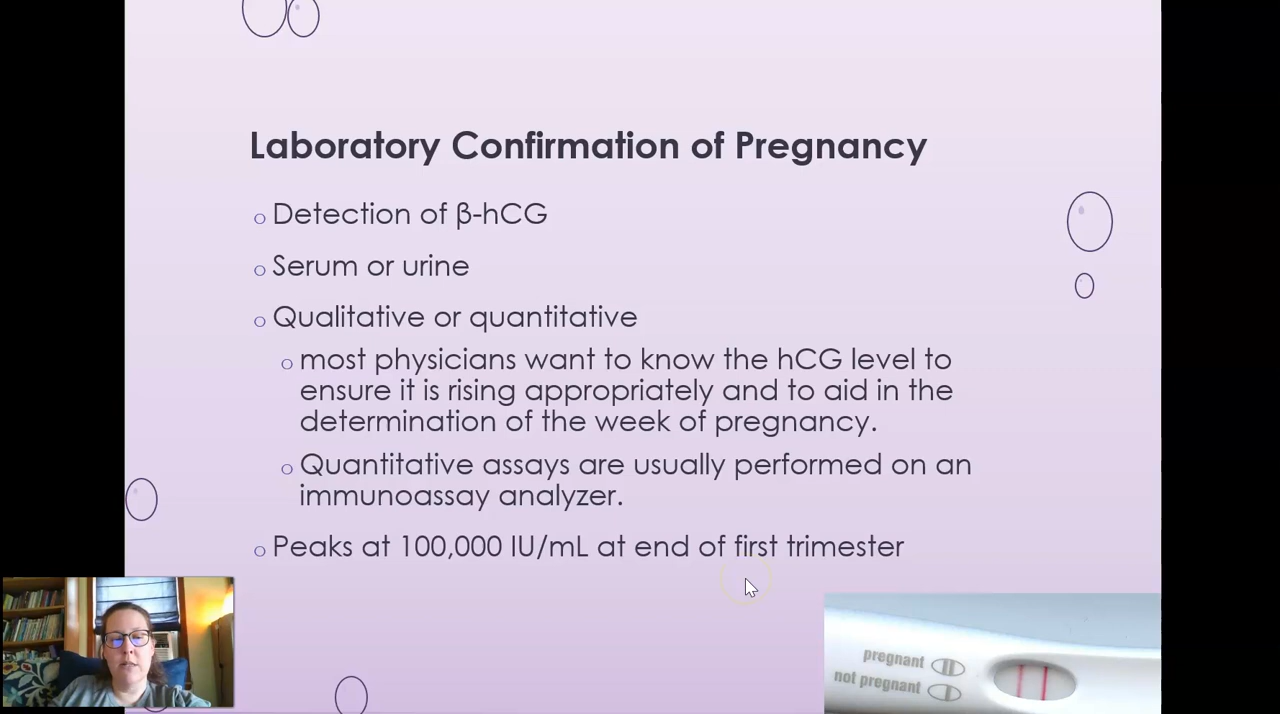 Laboratory Confirmation of Pregnancy
Detection of β-hCG
Serum or urine
Qualitative or quantitative
most physicians want to know the hCG level to
ensure it is rising appropriately and to aid in the
determination of the week of pregnancy.
Quantitative assays are usually performed on an
immunoassay analyzer.
Peaks at 100,000 IU/mL at end of first trimester
pregnant
not pregnant